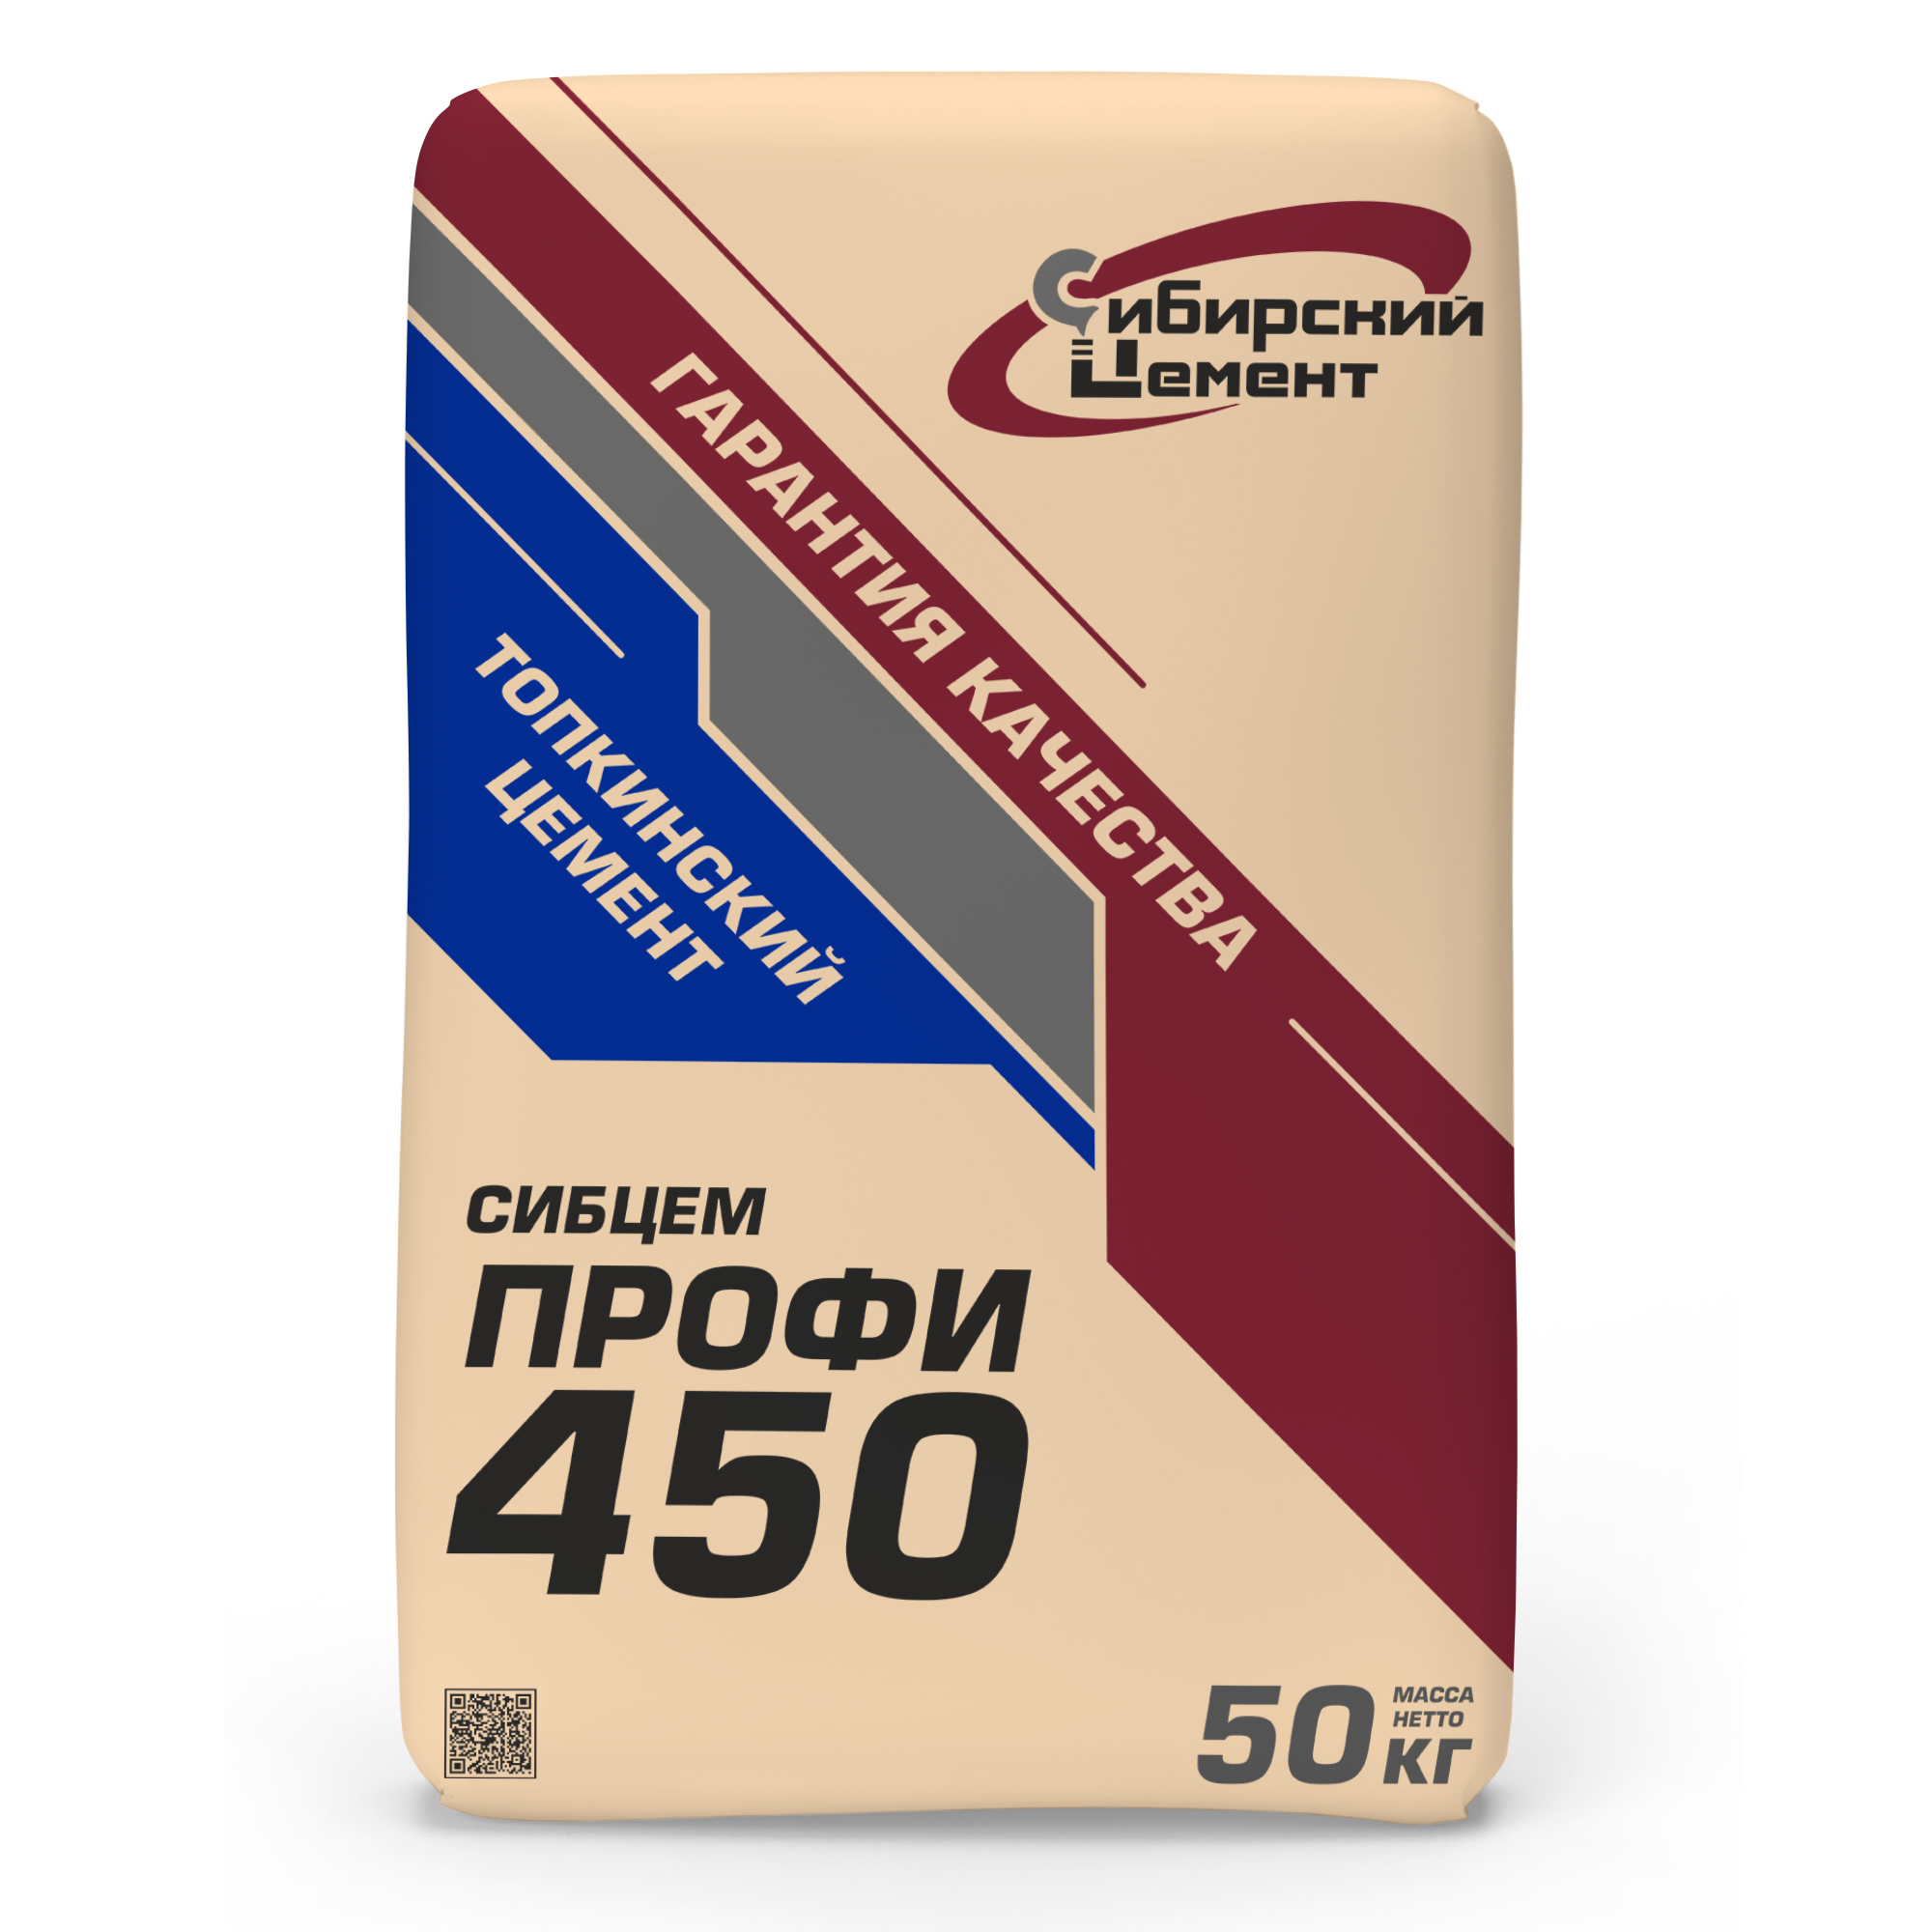 Сибирский
Цемент
ГАРАНТИЯ КАЧЕСТВА
ТОПКИНСКИЙ
ЦЕМЕНТ
СИБЦЕМ
ПРОФИ
450
50 МАССА
НЕТТО
КГ